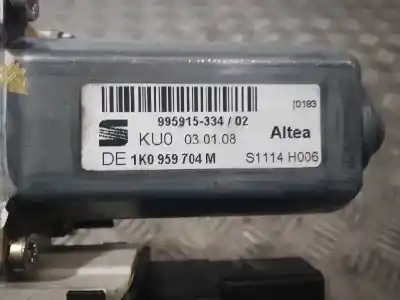 [0183
995915-334 / 02
KU0 03.01.08 Altea
DE 1K0 959 704 M S1114 H006